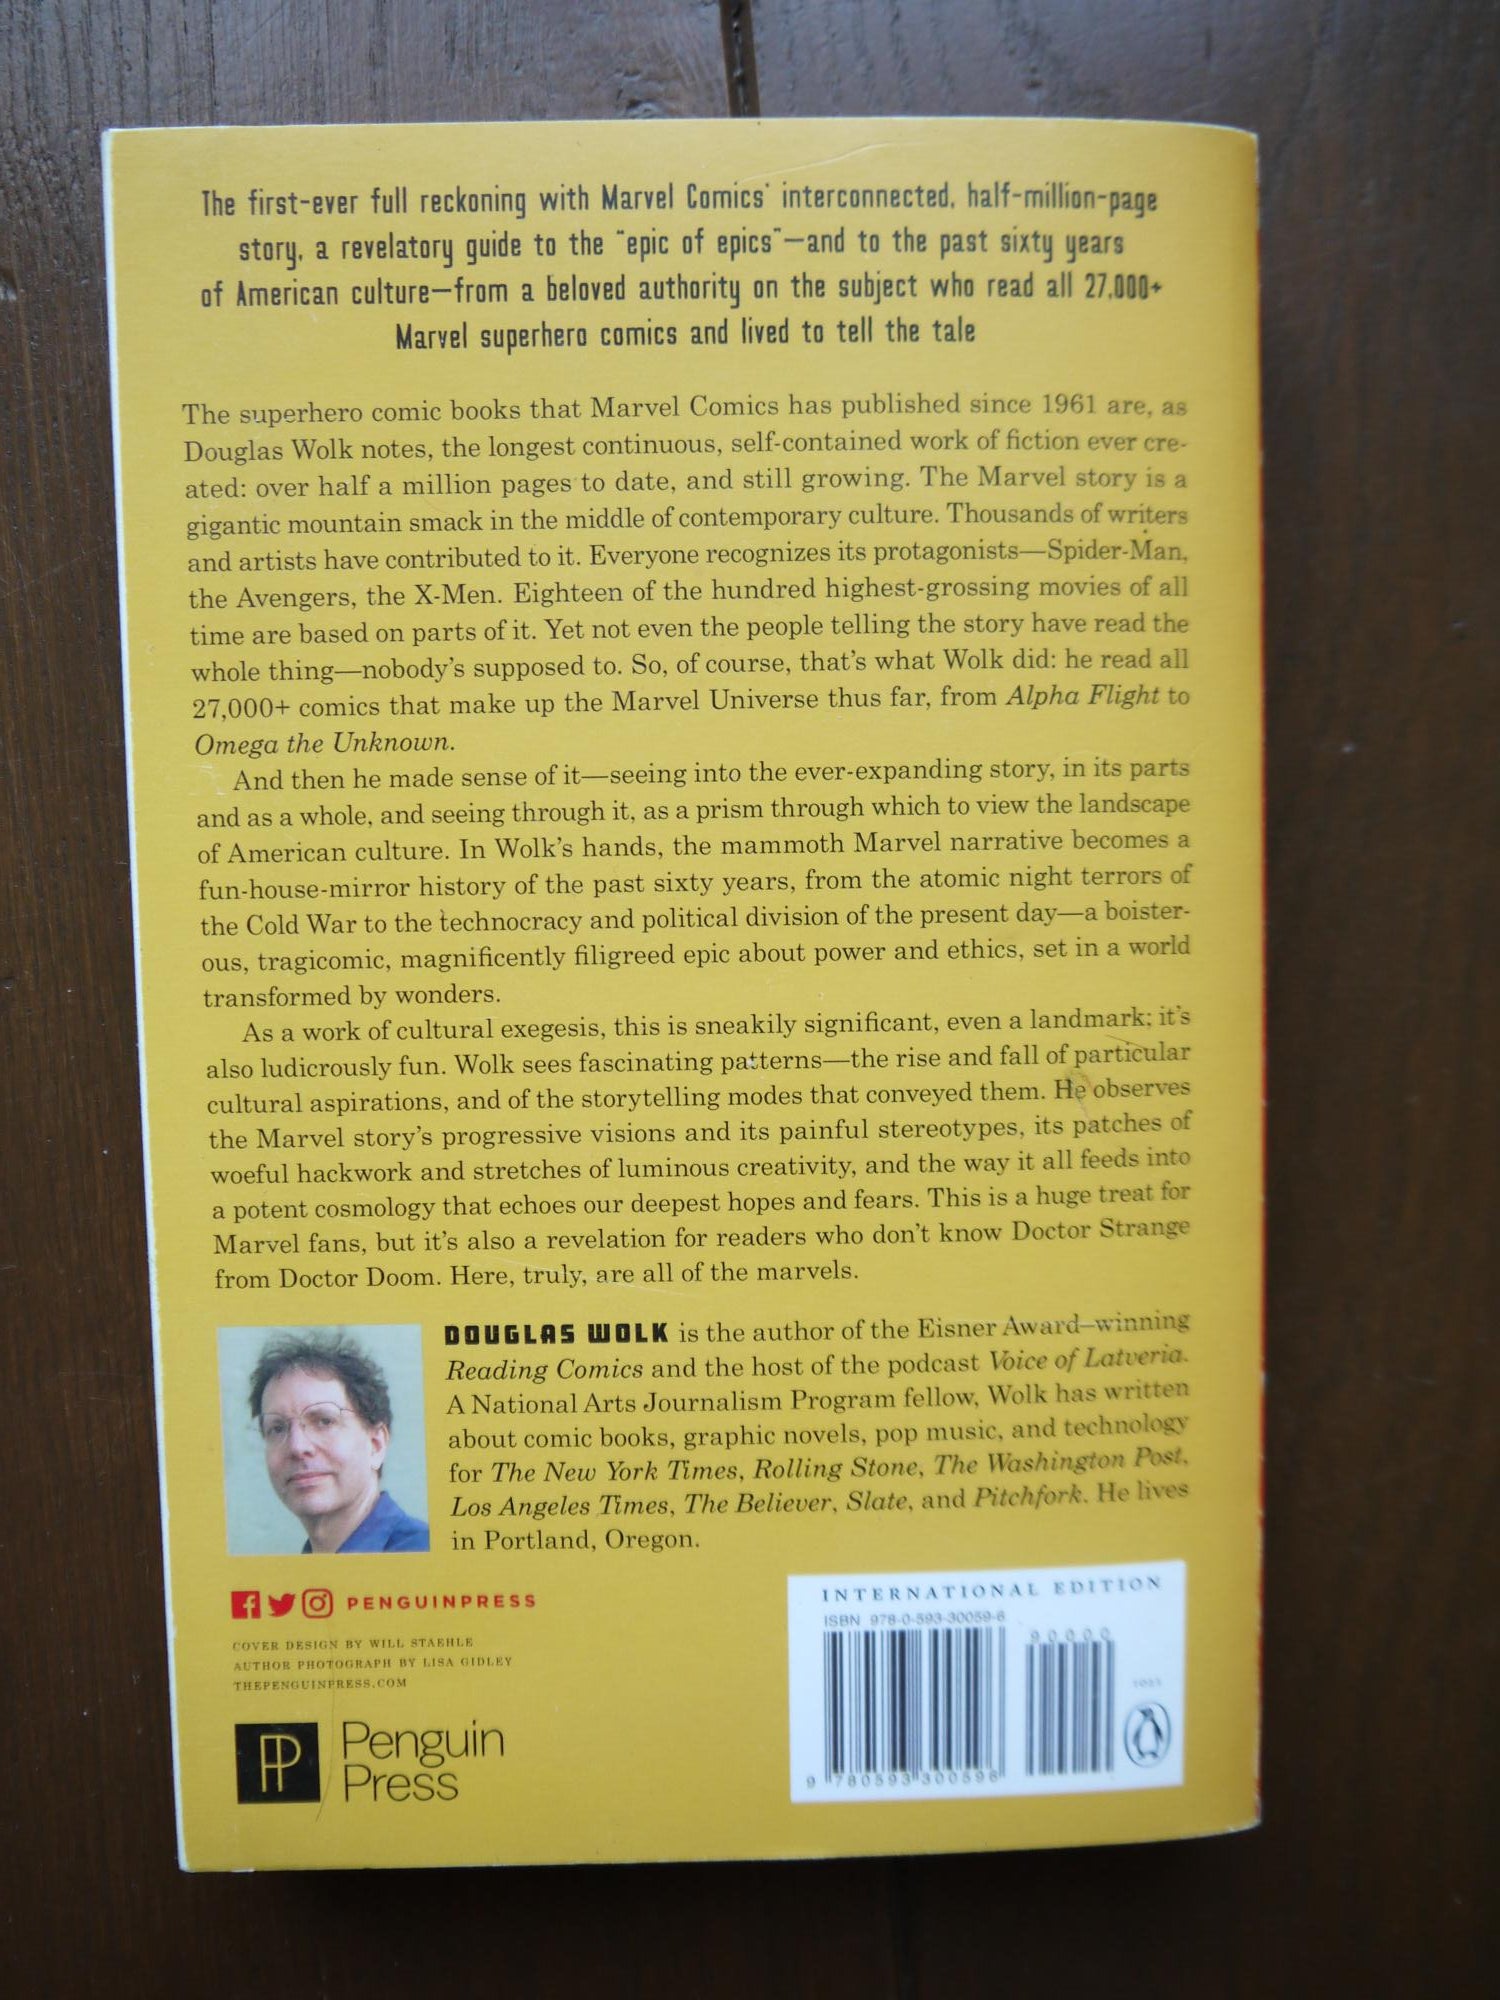 The first-ever full reckoning with Marvel Comics' interconnected, half-million-page
story, a revelatory guide to the "epic of epics"—and to the past sixty years
of American culture—from a beloved authority on the subject who read all 27,000+
Marvel superhero comics and lived to tell the tale
The superhero comic books that Marvel Comics has published since 1961 are, as
Douglas Wolk notes, the longest continuous, self-contained work of fiction ever cre-
ated: over half a million pages to date, and still growing. The Marvel story is a
gigantic mountain smack in the middle of contemporary culture. Thousands of writers
and artists have contributed to it. Everyone recognizes its protagonists—Spider-Man,
the Avengers, the X-Men. Eighteen of the hundred highest-grossing movies of all
time are based on parts of it. Yet not even the people telling the story have read the
whole thing—nobody's supposed to. So, of course, that's what Wolk did: he read all
27,000+ comics that make up the Marvel Universe thus far, from Alpha Flight to
Omega the Unknown.
And then he made sense of it—seeing into the ever-expanding story, in its parts
and as a whole, and seeing through it, as a prism through which to view the landscape
of American culture. In Wolk's hands, the mammoth Marvel narrative becomes a
fun-house-mirror history of the past sixty years, from the atomic night terrors of
the Cold War to the technocracy and political division of the present day—a boister-
ous, tragicomic, magnificently filigreed epic about power and ethics, set in a world
transformed by wonders.
As a work of cultural exegesis, this is sneakily significant, even a landmark; it's
also ludicrously fun. Wolk sees fascinating patterns—the rise and fall of particular
cultural aspirations, and of the storytelling modes that conveyed them. He observes
the Marvel story's progressive visions and its painful stereotypes, its patches of
woeful hackwork and stretches of luminous creativity, and the way it all feeds into
a potent cosmology that echoes our deepest hopes and fears. This is a huge treat for
Marvel fans, but it's also a revelation for readers who don't know Doctor Strange
from Doctor Doom. Here, truly, are all of the marvels.
DOUGLAS WOLK is the author of the Eisner Award–winning
Reading Comics and the host of the podcast Voice of Latveria.
A National Arts Journalism Program fellow, Wolk has written
about comic books, graphic novels, pop music, and technology
for The New York Times, Rolling Stone, The Washington Post,
Los Angeles Times, The Believer, Slate, and Pitchfork. He lives
in Portland, Oregon.
PENGUINPRESS
COVER DESIGN BY WILL STAEHLE
AUTHOR PHOTOGRAPH BY LISA GIDLEY
THEPENGUINPRESS.COM
Penguin
Press
INTERNATIONAL EDITION
ISBN 978-0-593-30059-6
90000
9 780593 300596